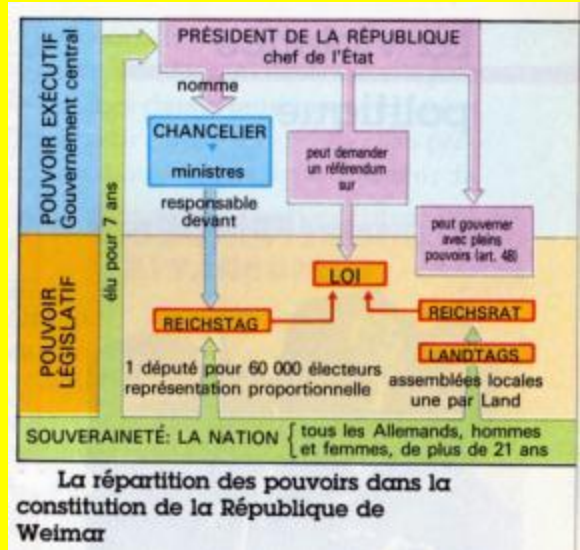 PRÉSIDENT DE LA RÉPUBLIQUE
chef de l'État
nomme
CHANCELIER
ministres
responsable
devant
peut demander
un référendum
sur
peut gouverner
avec pleins
pouvoirs (art. 48)
POUVOIR EXÉCUTIF
Gouvernement central
élu pour 7 ans
POUVOIR
LÉGISLATIF
LOI
REICHSTAG
REICHSRAT
LANDTAGS
1 député pour 60 000 électeurs
représentation proportionnelle
assemblées locales
une par Land
SOUVERAINETÉ: LA NATION { tous les Allemands, hommes
et femmes, de plus de 21 ans
La répartition des pouvoirs dans la
constitution de la République de
Weimar